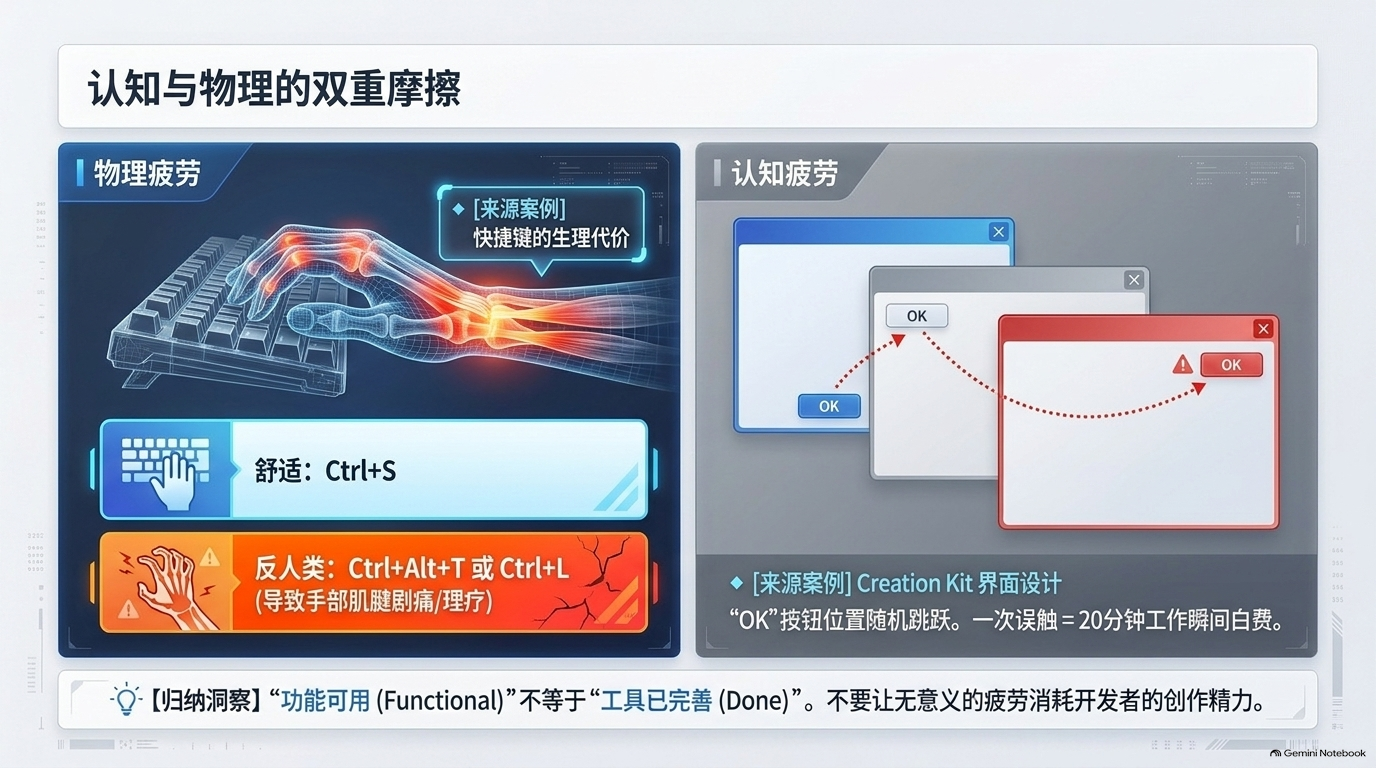 认知与物理的双重摩擦
物理疲劳
◆ [来源案例]
快捷键的生理代价
舒适：Ctrl+S
反人类：Ctrl+Alt+T 或 Ctrl+L
(导致手部肌腱剧痛/理疗)
认知疲劳
OK
OK
OK
◆ [来源案例] Creation Kit 界面设计
“OK”按钮位置随机跳跃。一次误触 = 20分钟工作瞬间白费。
【归纳洞察】“功能可用 (Functional)”不等于“工具已完善 (Done)”。不要让无意义的疲劳消耗开发者的创作精力。
Gemini Notebook